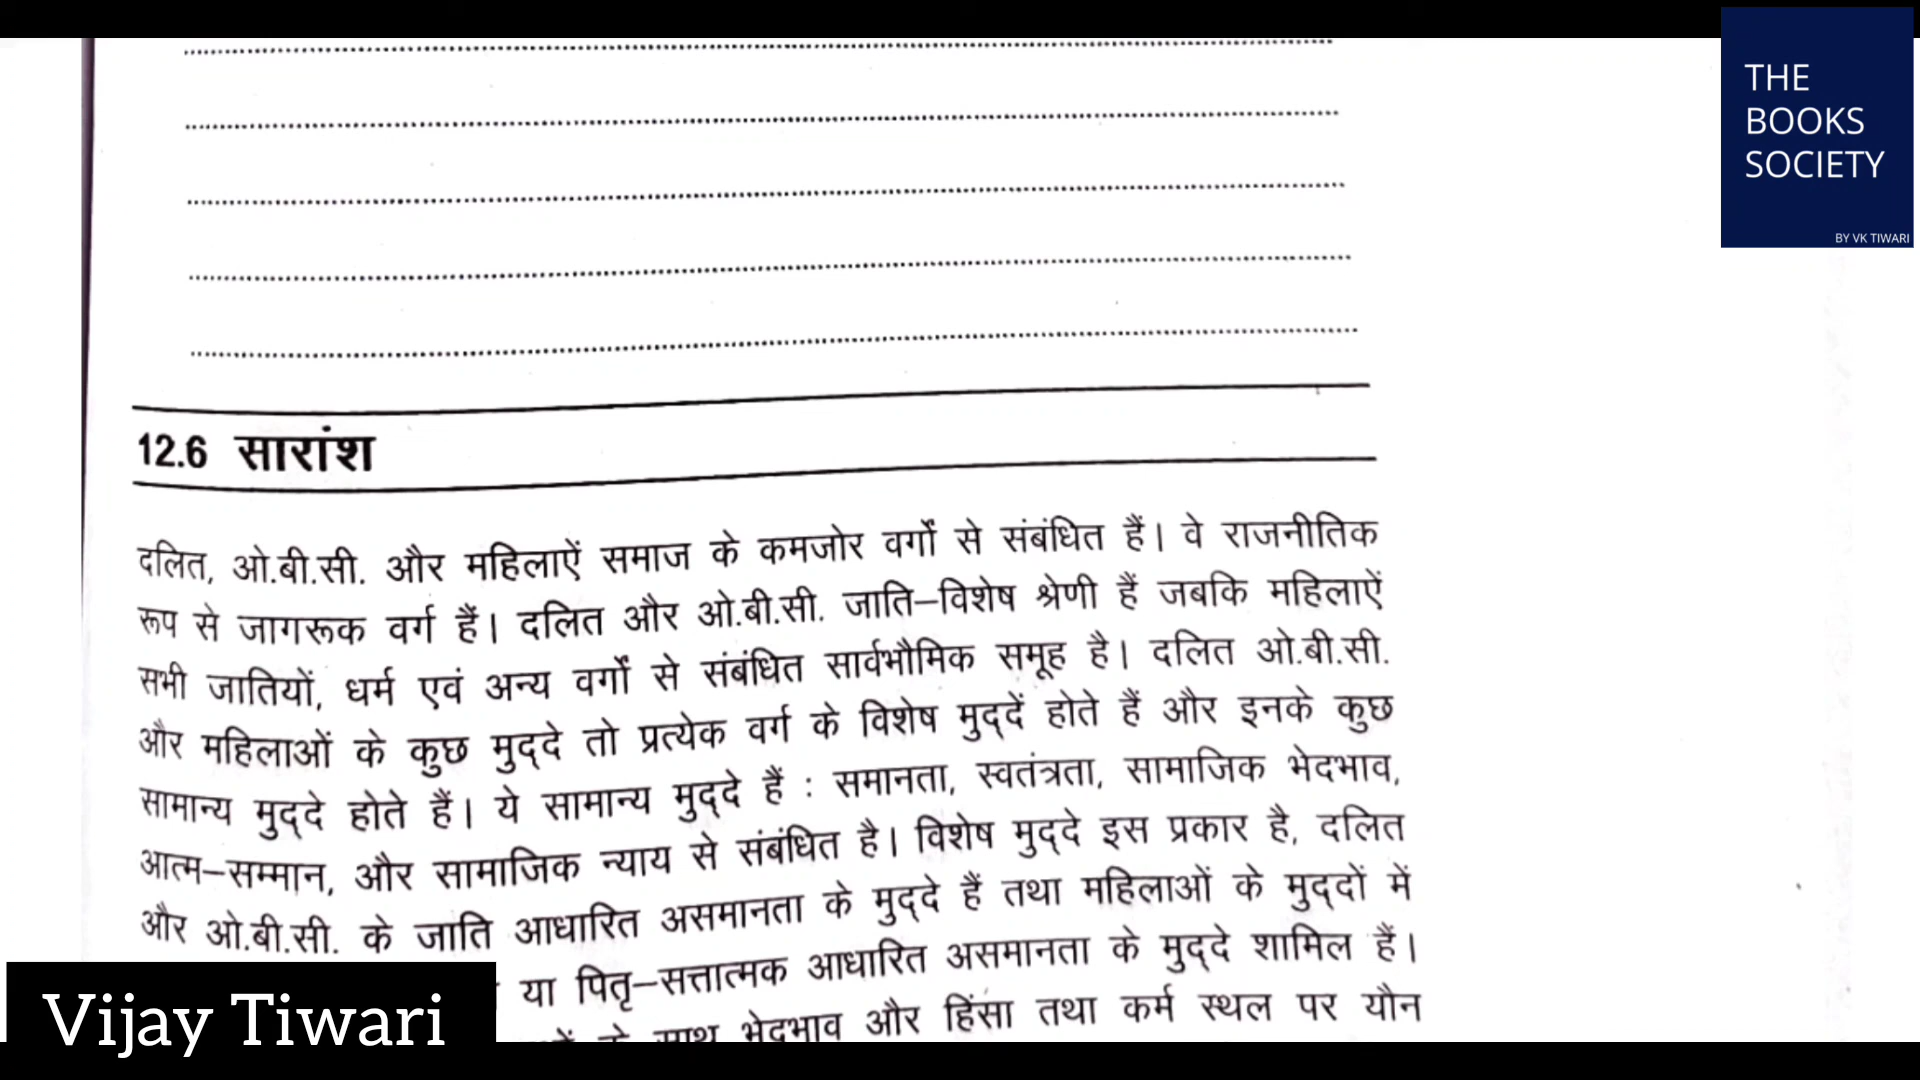 THE
BOOKS
SOCIETY
BY VK TIWARI
12.6 सारांश
दलित, ओ.बी.सी. और महिलाऐं समाज के कमजोर वर्गों से संबंधित हैं। वे राजनीतिक
रूप से जागरूक वर्ग हैं। दलित और ओ.बी.सी. जाति–विशेष श्रेणी हैं जबकि महिलाऐं
सभी जातियों, धर्म एवं अन्य वर्गों से संबंधित सार्वभौमिक समूह है। दलित ओ.बी.सी.
और महिलाओं के कुछ मुद्दे तो प्रत्येक वर्ग के विशेष मुद्दें होते हैं और इनके कुछ
सामान्य मुद्दे होते हैं। ये सामान्य मुद्दे हैं : समानता, स्वतंत्रता, सामाजिक भेदभाव,
आत्म–सम्मान, और सामाजिक न्याय से संबंधित है। विशेष मुद्दे इस प्रकार है, दलित
और ओ.बी.सी. के जाति आधारित असमानता के मुद्दे हैं तथा महिलाओं के मुद्दों में
या पितृ–सत्तात्मक आधारित असमानता के मुद्दे शामिल हैं।
साथ भेदभाव और हिंसा तथा कर्म स्थल पर यौन
Vijay Tiwari